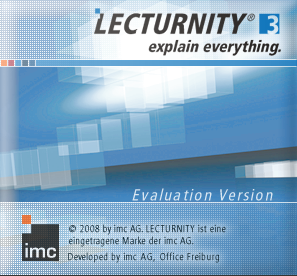 LECTURNITY® 3
explain everything.
Evaluation Version
© 2008 by imc AG. LECTURNITY ist eine
eingetragene Marke der imc AG.
imc
Developed by imc AG, Office Freiburg